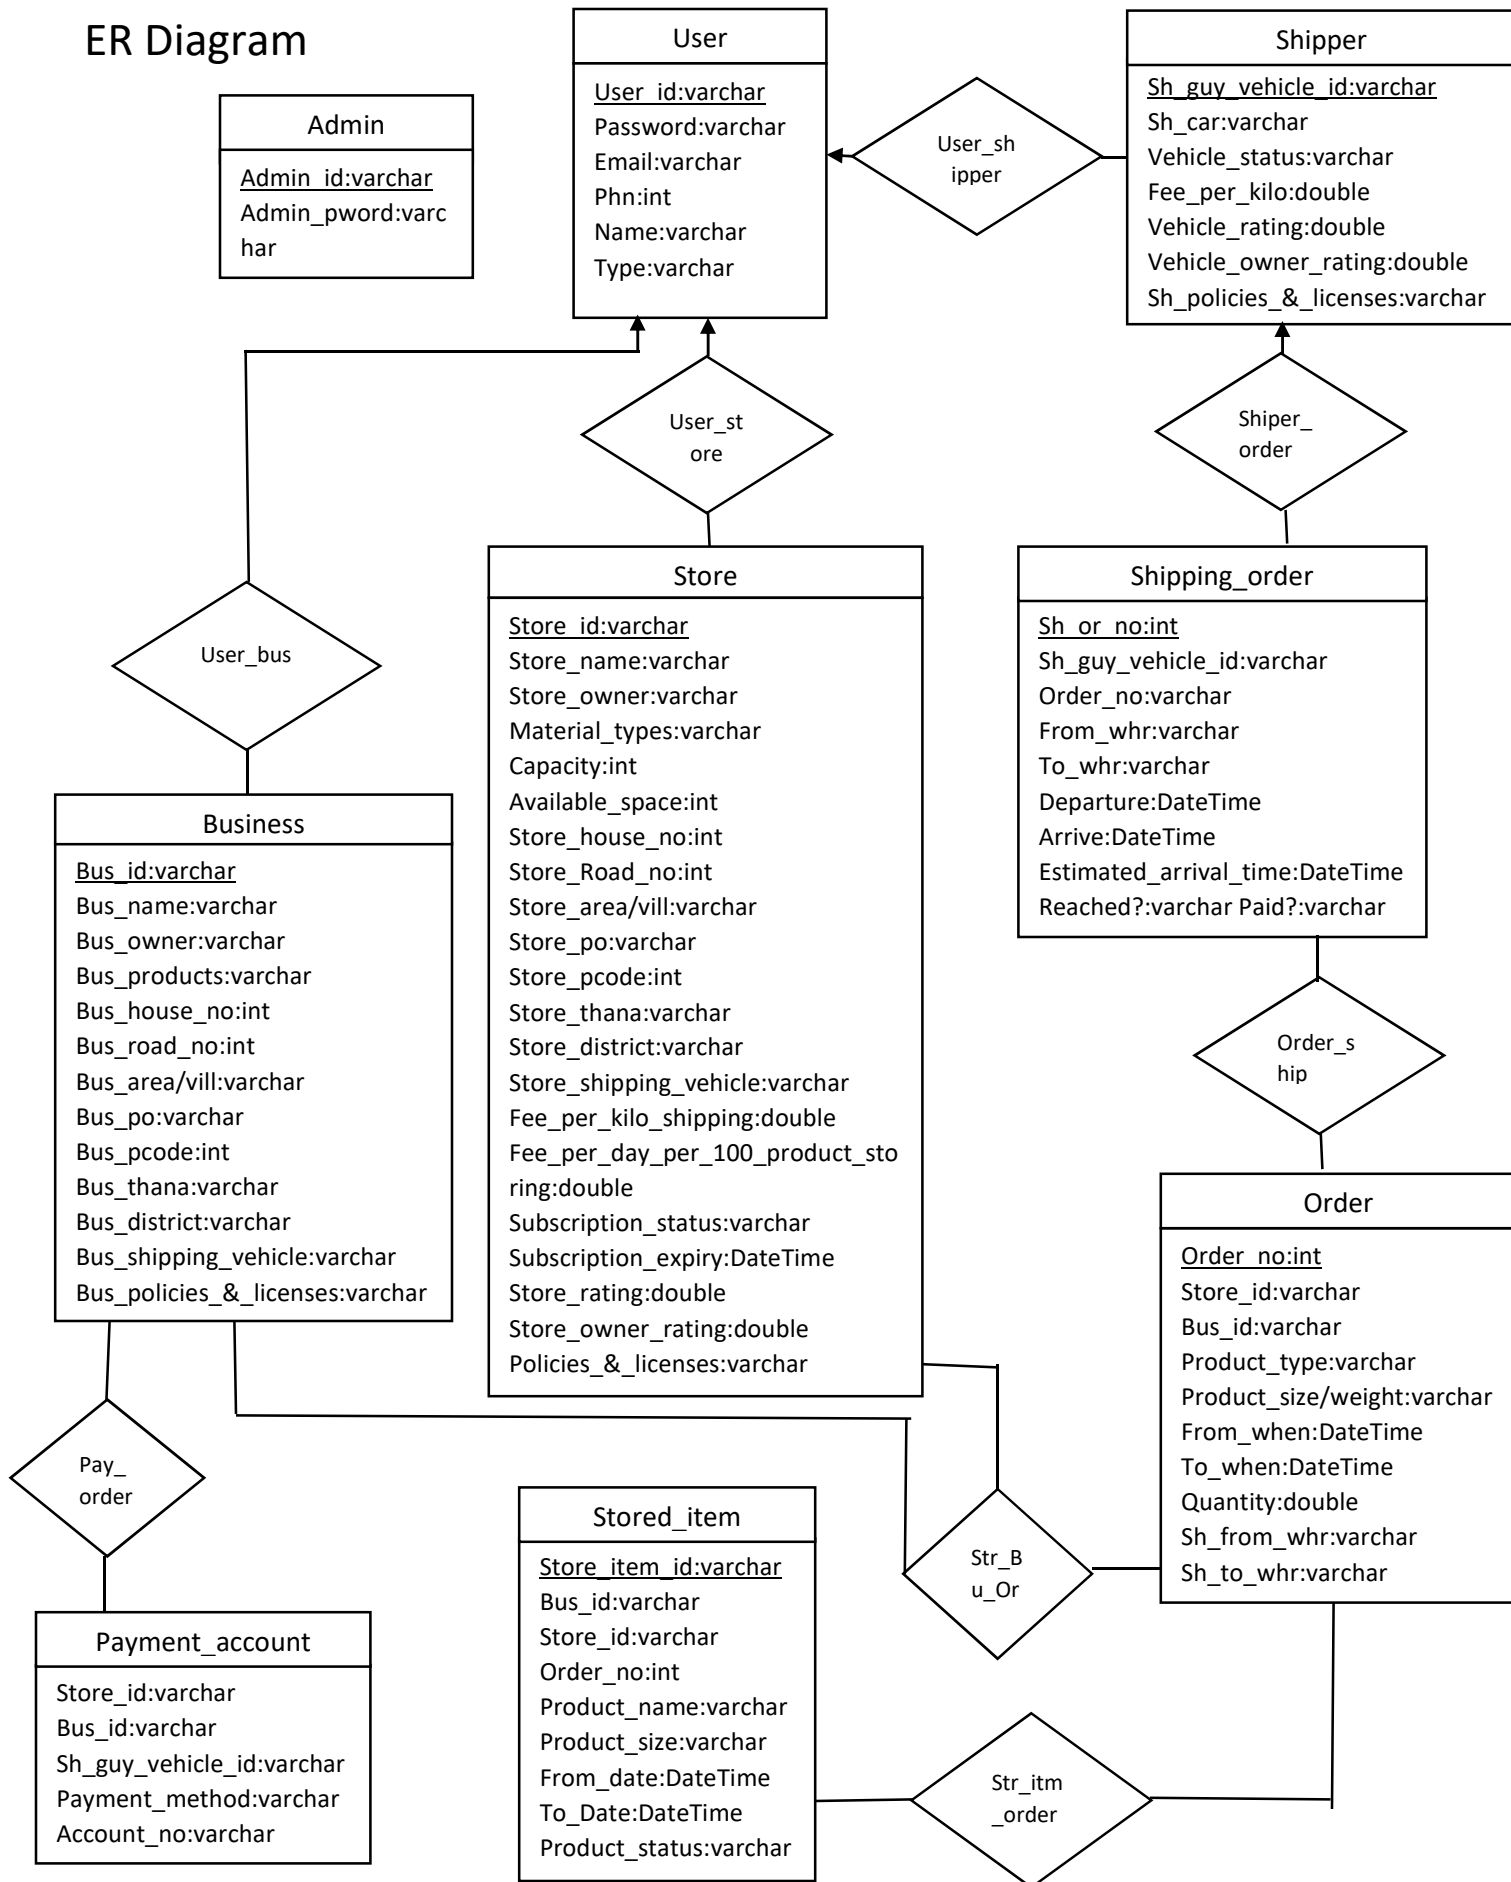 ER Diagram
Admin
Admin_id:varchar
Admin_pword:varc
har
User
User_id:varchar
Password:varchar
Email:varchar
Phn:int
Name:varchar
Type:varchar
User_sh
ipper
Shipper
Sh_guy_vehicle_id:varchar
Sh_car:varchar
Vehicle_status:varchar
Fee_per_kilo:double
Vehicle_rating:double
Vehicle_owner_rating:double
Sh_policies_&_licenses:varchar
User_st
ore
Shiper_
order
User_bus
Store
Store_id:varchar
Store_name:varchar
Store_owner:varchar
Material_types:varchar
Capacity:int
Available_space:int
Store_house_no:int
Store_Road_no:int
Store_area/vill:varchar
Store_po:varchar
Store_pcode:int
Store_thana:varchar
Store_district:varchar
Store_shipping_vehicle:varchar
Fee_per_kilo_shipping:double
Fee_per_day_per_100_product_sto
ring:double
Subscription_status:varchar
Subscription_expiry:DateTime
Store_rating:double
Store_owner_rating:double
Policies_&_licenses:varchar
Shipping_order
Sh_or_no:int
Sh_guy_vehicle_id:varchar
Order_no:varchar
From_whr:varchar
To_whr:varchar
Departure:DateTime
Arrive:DateTime
Estimated_arrival_time:DateTime
Reached?:varchar Paid?:varchar
Business
Bus_id:varchar
Bus_name:varchar
Bus_owner:varchar
Bus_products:varchar
Bus_house_no:int
Bus_road_no:int
Bus_area/vill:varchar
Bus_po:varchar
Bus_pcode:int
Bus_thana:varchar
Bus_district:varchar
Bus_shipping_vehicle:varchar
Bus_policies_&_licenses:varchar
Order_s
hip
Order
Order_no:int
Store_id:varchar
Bus_id:varchar
Product_type:varchar
Product_size/weight:varchar
From_when:DateTime
To_when:DateTime
Quantity:double
Sh_from_whr:varchar
Sh_to_whr:varchar
Pay_
order
Str_B
u_Or
Stored_item
Store_item_id:varchar
Bus_id:varchar
Store_id:varchar
Order_no:int
Product_name:varchar
Product_size:varchar
From_date:DateTime
To_Date:DateTime
Product_status:varchar
Payment_account
Store_id:varchar
Bus_id:varchar
Sh_guy_vehicle_id:varchar
Payment_method:varchar
Account_no:varchar
Str_itm
_order